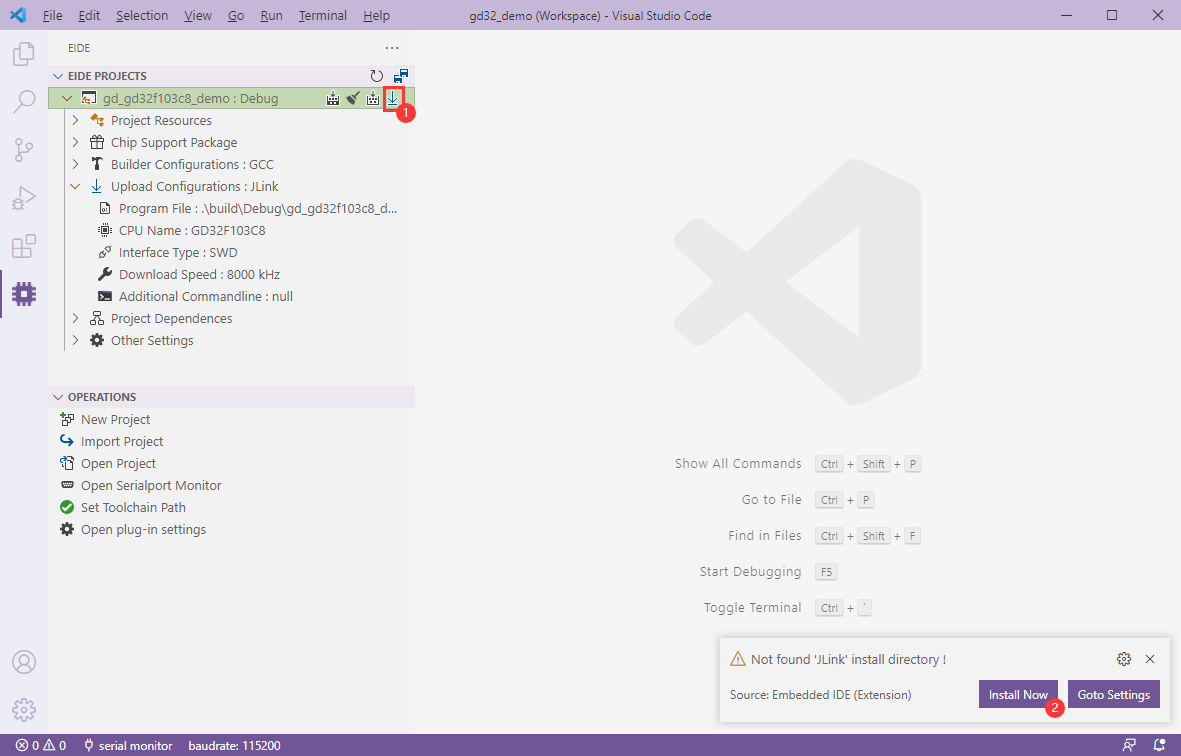 File Edit Selection View Go Run Terminal Help gd32_demo (Workspace) - Visual Studio Code
EIDE
EIDE PROJECTS
gd_gd32f103c8_demo : Debug
1
Project Resources
Chip Support Package
Builder Configurations : GCC
Upload Configurations : JLink
Program File : .\build\Debug\gd_gd32f103c8_d...
CPU Name : GD32F103C8
Interface Type : SWD
Download Speed : 8000 kHz
Additional Commandline : null
Project Dependences
Other Settings
OPERATIONS
New Project
Import Project
Open Project
Open Serialport Monitor
Set Toolchain Path
Open plug-in settings
Show All Commands Ctrl + Shift + P
Go to File Ctrl + P
Find in Files Ctrl + Shift + F
Start Debugging F5
Toggle Terminal Ctrl + `
Not found 'JLink' install directory !
Source: Embedded IDE (Extension) Install Now Goto Settings
2
0 0 serial monitor baudrate: 115200